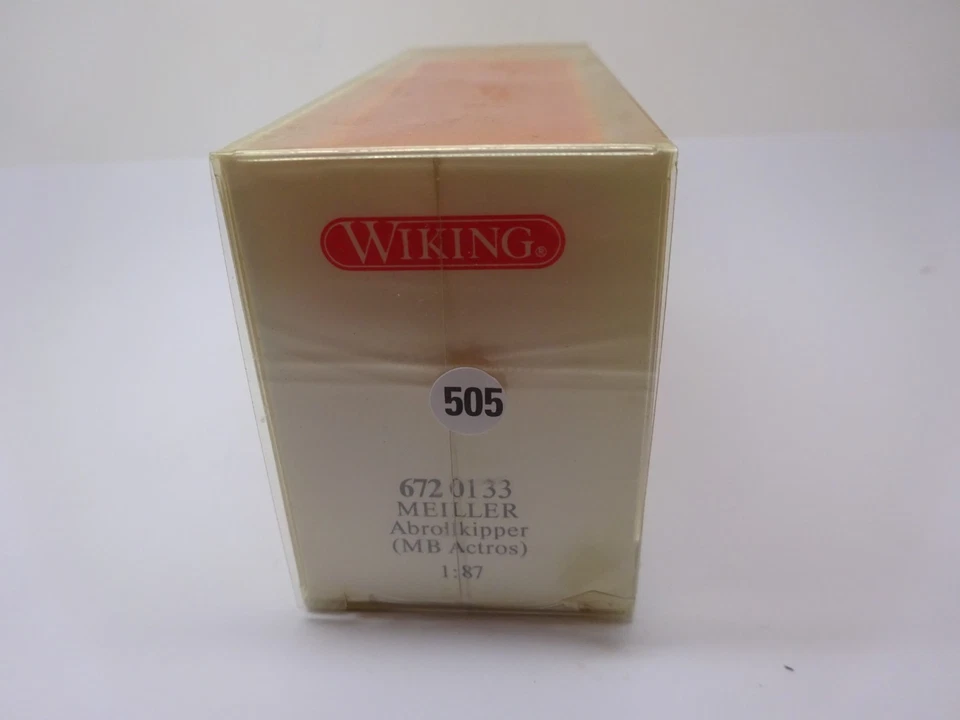 WIKING®
505
672 0133
MEILLER
Abrollkipper
(MB Actros)
1:87